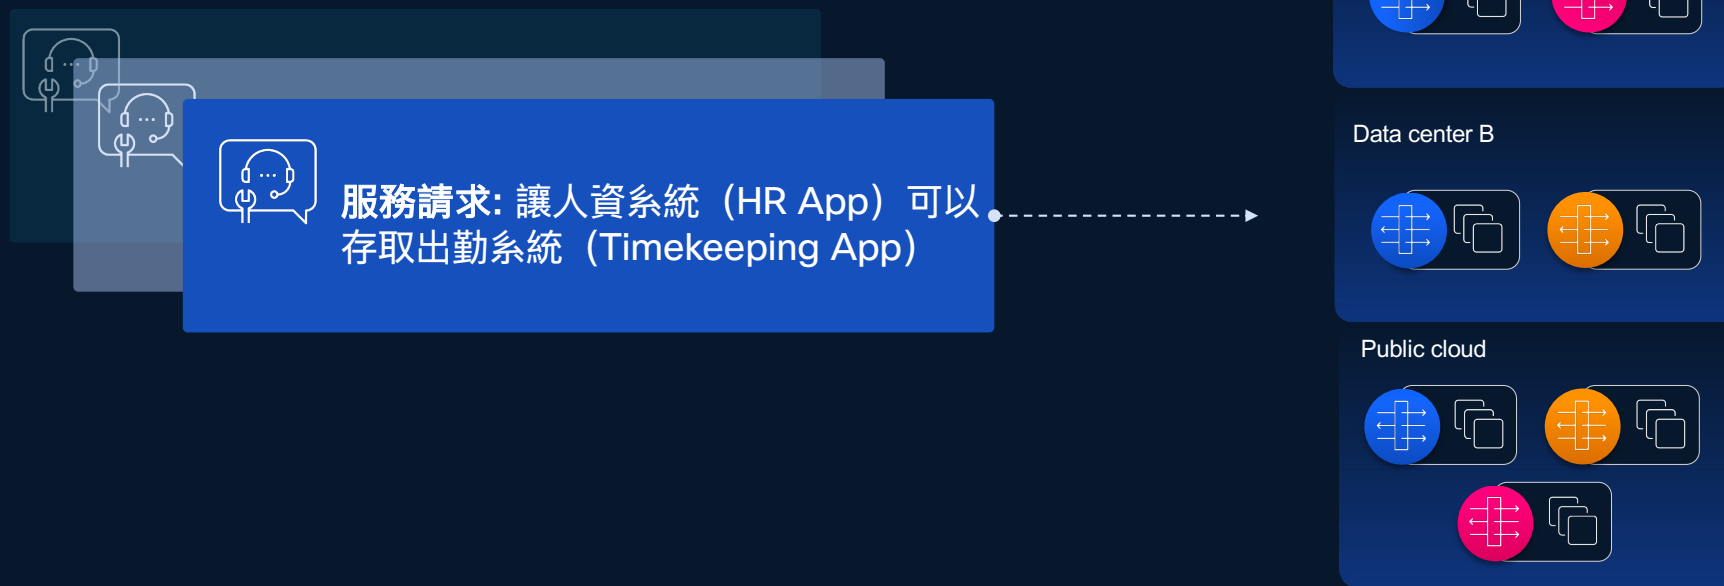 服務請求: 讓人資系統（HR App）可以
存取出勤系統（Timekeeping App）
Data center B
Public cloud